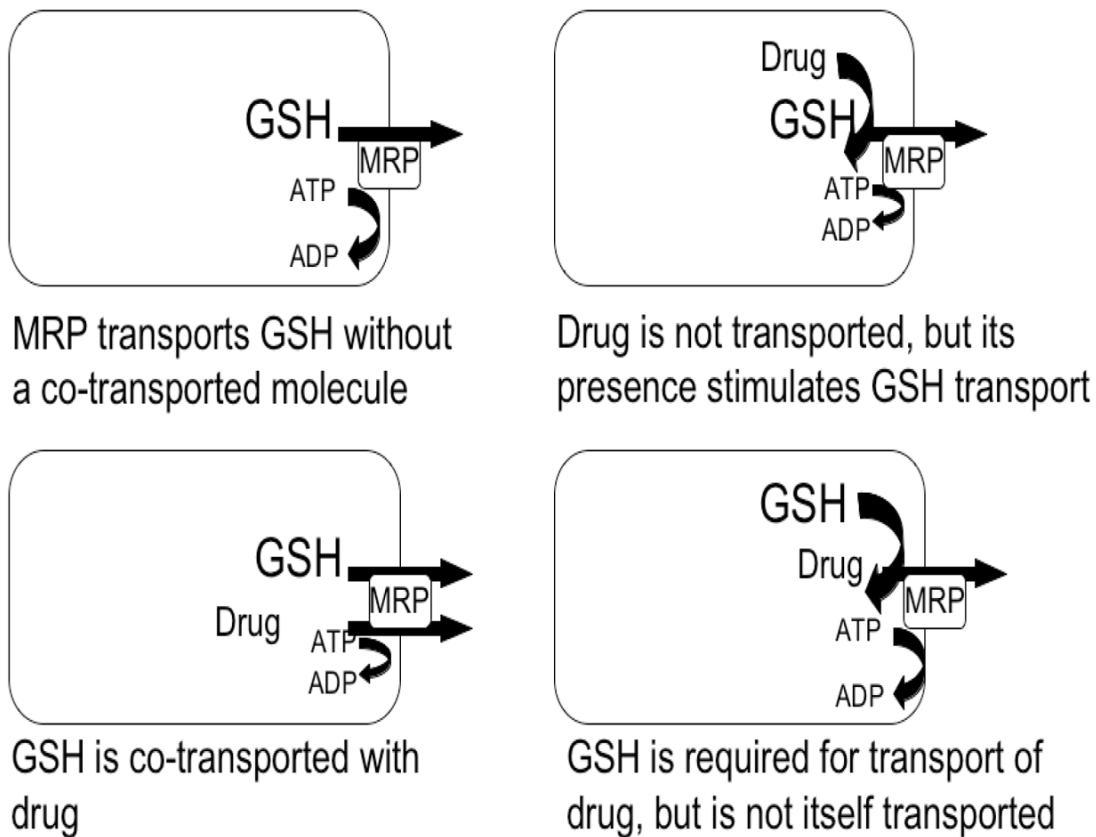 GSH
MRP
ATP
ADP
MRP transports GSH without
a co-transported molecule
Drug
GSH
MRP
ATP
ADP
Drug is not transported, but its
presence stimulates GSH transport
GSH
MRP
Drug
ATP
ADP
GSH is co-transported with
drug
GSH
Drug
MRP
ATP
ADP
GSH is required for transport of
drug, but is not itself transported